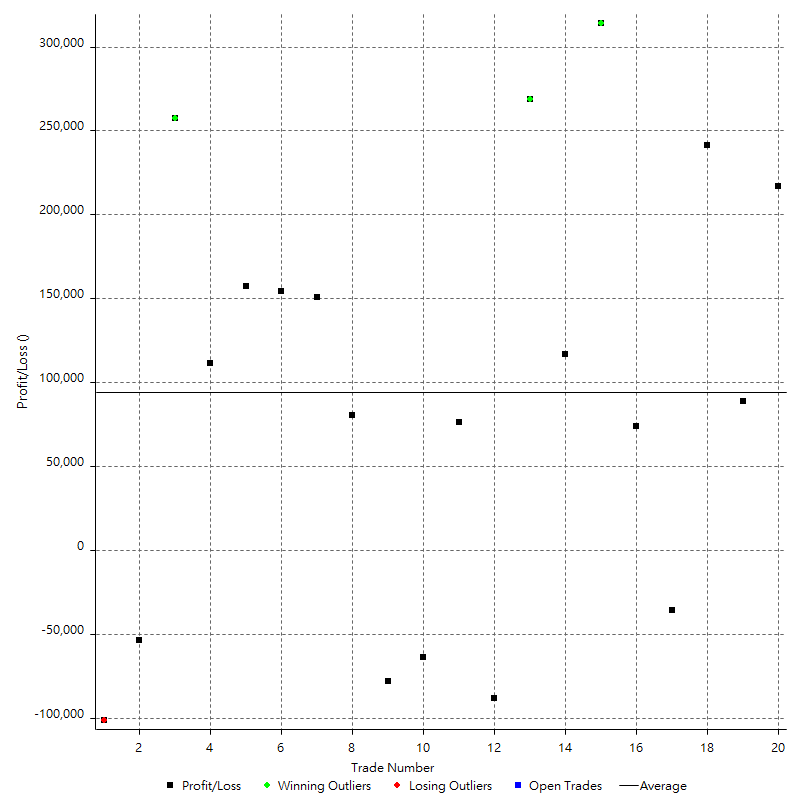 300,000
250,000
200,000
150,000
100,000
50,000
0
-50,000
-100,000
Profit/Loss ()
2 4 6 8 10 12 14 16 18 20
Trade Number
Profit/Loss Winning Outliers Losing Outliers Open Trades Average